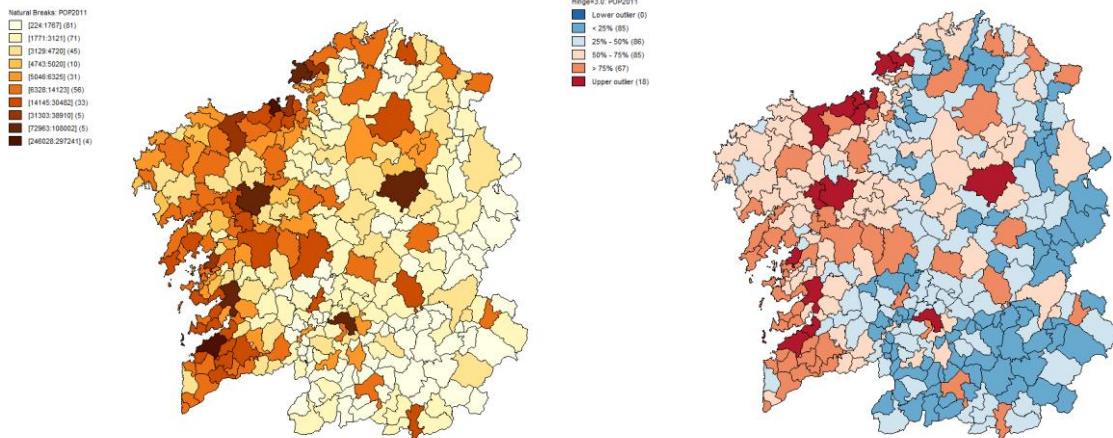 Natural Breaks: POP2011
[224:1767] (81)
[1771:3121] (71)
[3129:4720] (45)
[4743:5020] (10)
[5046:6325] (31)
[6328:14123] (56)
[14145:30482] (33)
[31303:38910] (5)
[72963:108002] (5)
[246028:297241] (4)
Hinge=3.0: POP2011
Lower outlier (0)
< 25% (85)
25% - 50% (86)
50% - 75% (85)
> 75% (67)
Upper outlier (18)